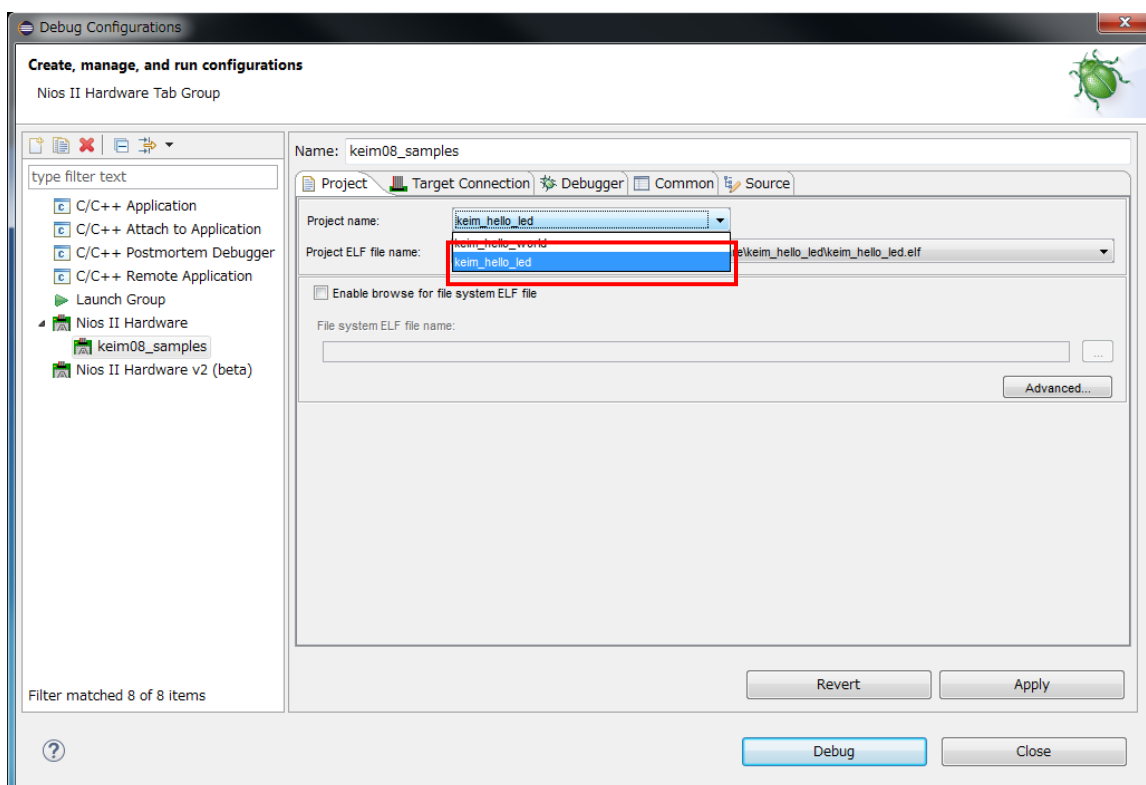 Debug Configurations
Create, manage, and run configurations
Nios II Hardware Tab Group
type filter text
C/C++ Application
C/C++ Attach to Application
C/C++ Postmortem Debugger
C/C++ Remote Application
Launch Group
Nios II Hardware
keim08_samples
Nios II Hardware v2 (beta)
Filter matched 8 of 8 items
Name: keim08_samples
Project Target Connection Debugger Common Source
Project name: keim_hello_led
keim_hello_world
Project ELF file name: e\keim_hello_led\keim_hello_led.elf
keim_hello_led
Enable browse for file system ELF file
File system ELF file name:
...
Advanced...
Revert Apply
? Debug Close